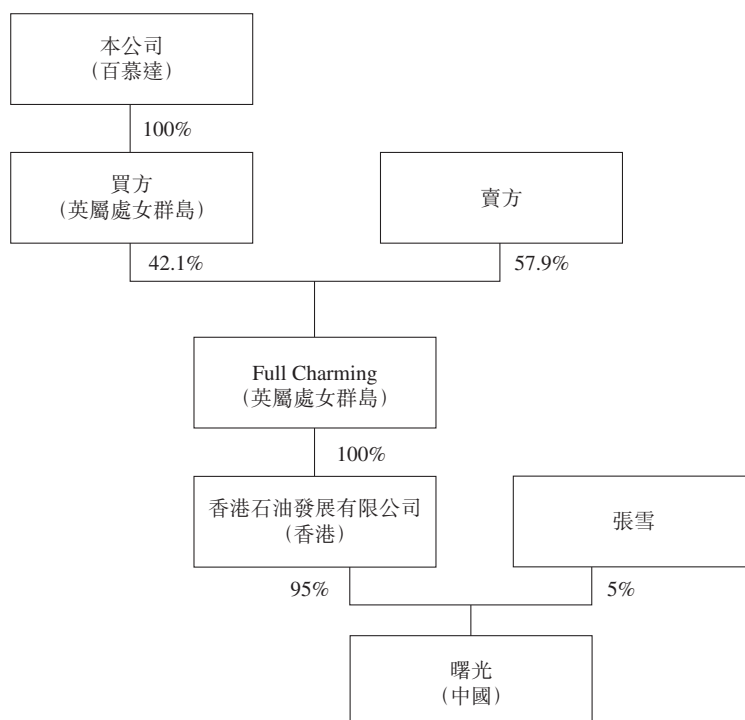 本公司
（百慕達）
100%
買方
（英屬處女群島）
賣方
42.1%
57.9%
Full Charming
（英屬處女群島）
100%
香港石油發展有限公司
（香港）
張雪
95%
5%
曙光
（中國）